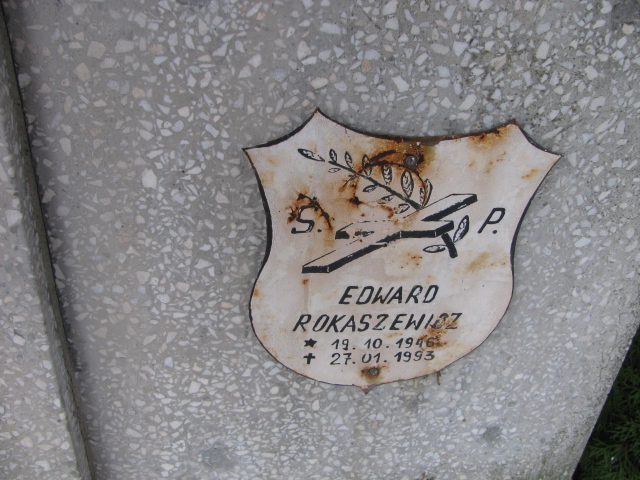 S. P.
EDWARD
ROKASZEWICZ
★ 19.10.1946
✝ 27.01.1993